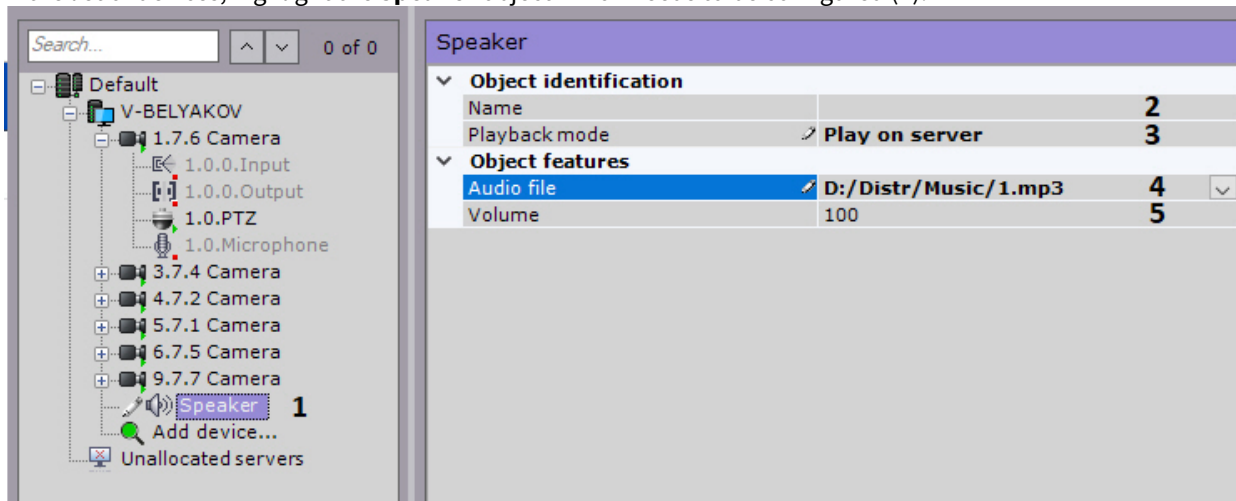 Search...
0 of 0
Default
V-BELYAKOV
1.7.6 Camera
1.0.0.Input
1.0.0.Output
1.0.PTZ
1.0.Microphone
3.7.4 Camera
4.7.2 Camera
5.7.1 Camera
6.7.5 Camera
9.7.7 Camera
Speaker 1
Add device...
Unallocated servers
Speaker
Object identification
Name 2
Playback mode Play on server 3
Object features
Audio file D:/Distr/Music/1.mp3 4
Volume 100 5